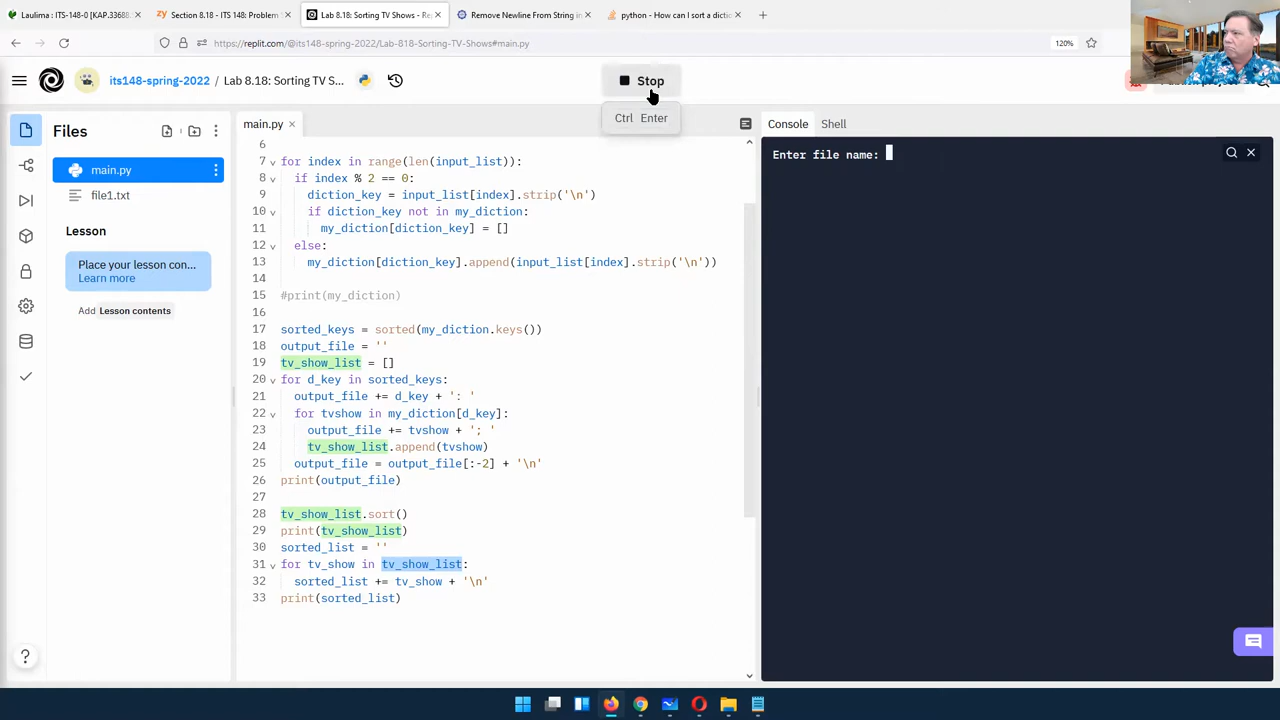 Laulima : ITS-148-0 [KAP.33688.
Section 8.18 - ITS 148: Problem S
Lab 8.18: Sorting TV Shows - Re
Remove Newline From String in
python - How can I sort a dictio
https://replit.com/@its148-spring-2022/Lab-818-Sorting-TV-Shows#main.py
120%
its148-spring-2022 / Lab 8.18: Sorting TV S...
Stop
Ctrl Enter
Files
main.py
file1.txt
Lesson
Place your lesson con...
Learn more
Add Lesson contents
main.py
6
7 for index in range(len(input_list)):
8 if index % 2 == 0:
9 diction_key = input_list[index].strip('\n')
10 if diction_key not in my_diction:
11 my_diction[diction_key] = []
12 else:
13 my_diction[diction_key].append(input_list[index].strip('\n'))
14
15 #print(my_diction)
16
17 sorted_keys = sorted(my_diction.keys())
18 output_file = ''
19 tv_show_list = []
20 for d_key in sorted_keys:
21 output_file += d_key + ': '
22 for tvshow in my_diction[d_key]:
23 output_file += tvshow + '; '
24 tv_show_list.append(tvshow)
25 output_file = output_file[:-2] + '\n'
26 print(output_file)
27
28 tv_show_list.sort()
29 print(tv_show_list)
30 sorted_list = ''
31 for tv_show in tv_show_list:
32 sorted_list += tv_show + '\n'
33 print(sorted_list)
Console
Shell
Enter file name: